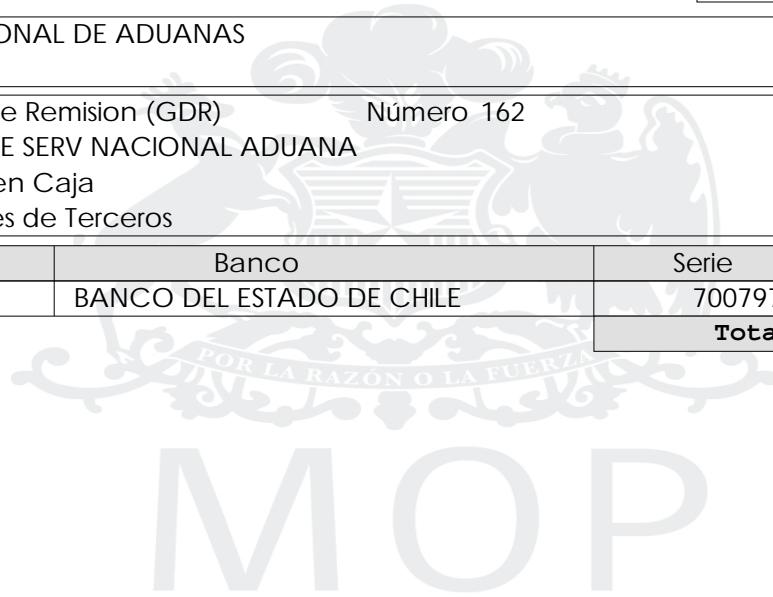 ONAL DE ADUANAS
e Remision (GDR) Número 162
E SERV NACIONAL ADUANA
en Caja
es de Terceros
Banco Serie
BANCO DEL ESTADO DE CHILE 700797
Tota
POR LA RAZÓN O LA FUERZA
MOP